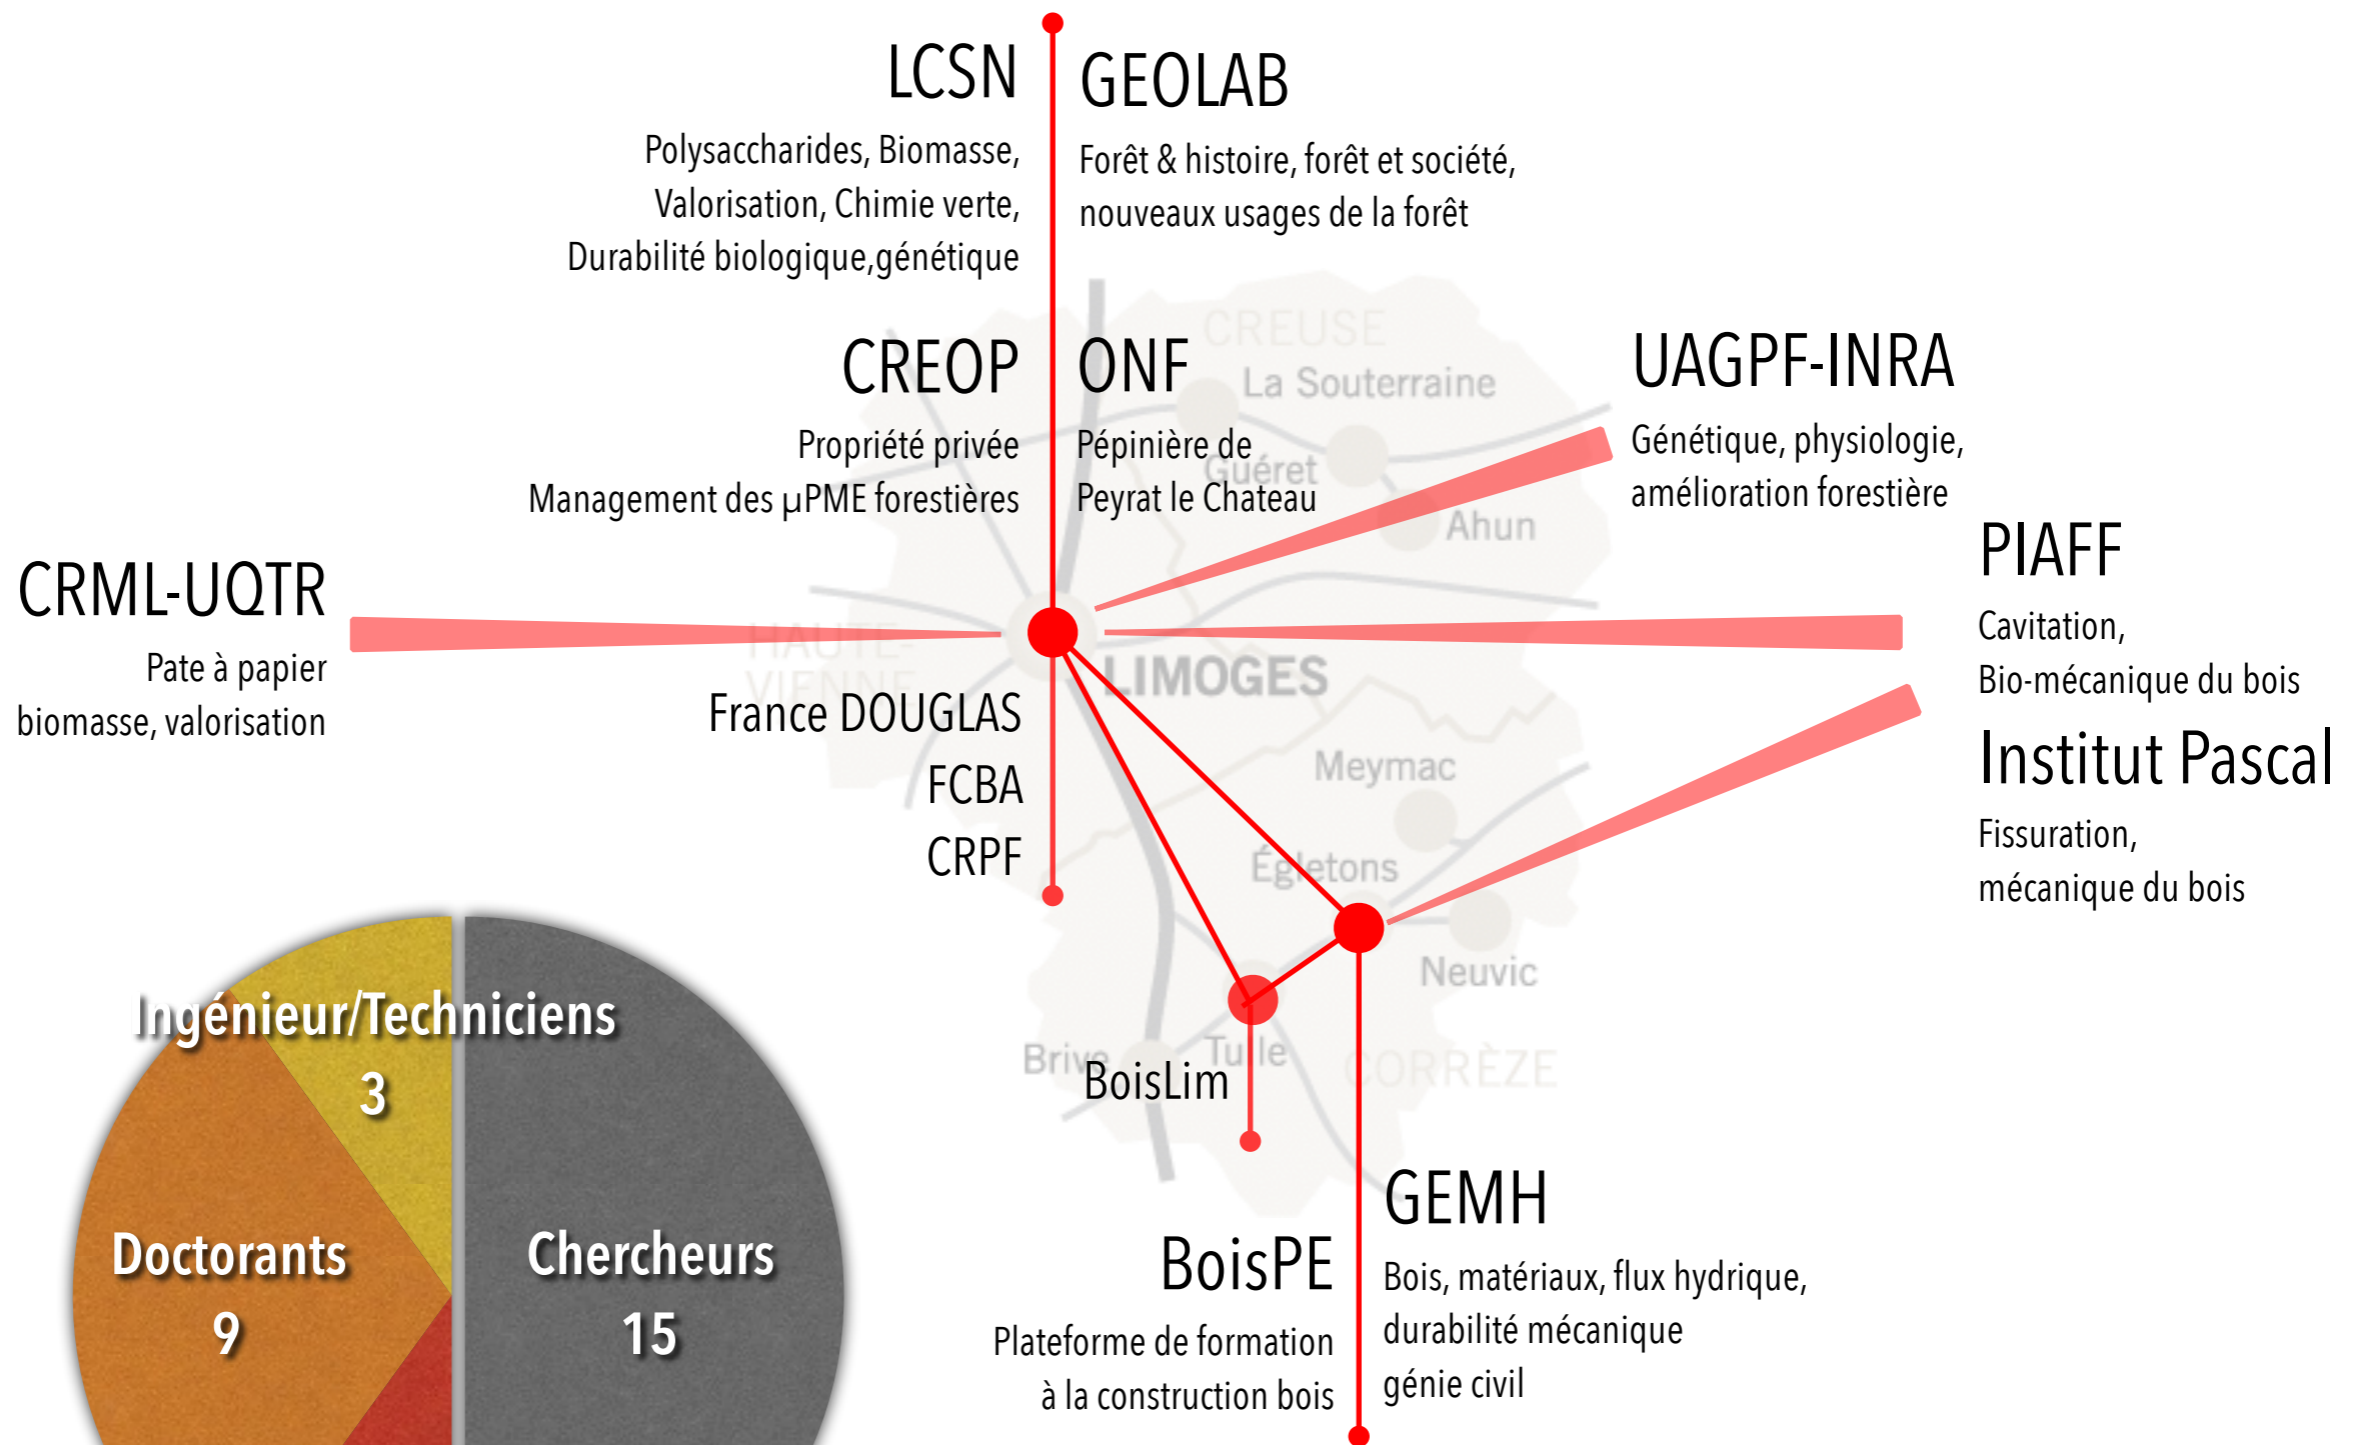 LCSN
Polysaccharides, Biomasse,
Valorisation, Chimie verte,
Durabilité biologique,génétique
GEOLAB
Forêt & histoire, forêt et société,
nouveaux usages de la forêt
CREUSE
La Souterraine
Guéret
Ahun
CREOP
Propriété privée
Management des µPME forestières
ONF
Pépinière de
Peyrat le Chateau
UAGPF-INRA
Génétique, physiologie,
amélioration forestière
CRML-UQTR
Pate à papier
biomasse, valorisation
PIAFF
Cavitation,
Bio-mécanique du bois
Institut Pascal
Fissuration,
mécanique du bois
HAUTE-
VIENNE
LIMOGES
France DOUGLAS
FCBA
CRPF
Meymac
Égletons
Neuvic
Tulle
Brive
CORRÈZE
BoisLim
BoisPE
Plateforme de formation
à la construction bois
GEMH
Bois, matériaux, flux hydrique,
durabilité mécanique
génie civil
Ingénieur/Techniciens
3
Doctorants
9
Chercheurs
15